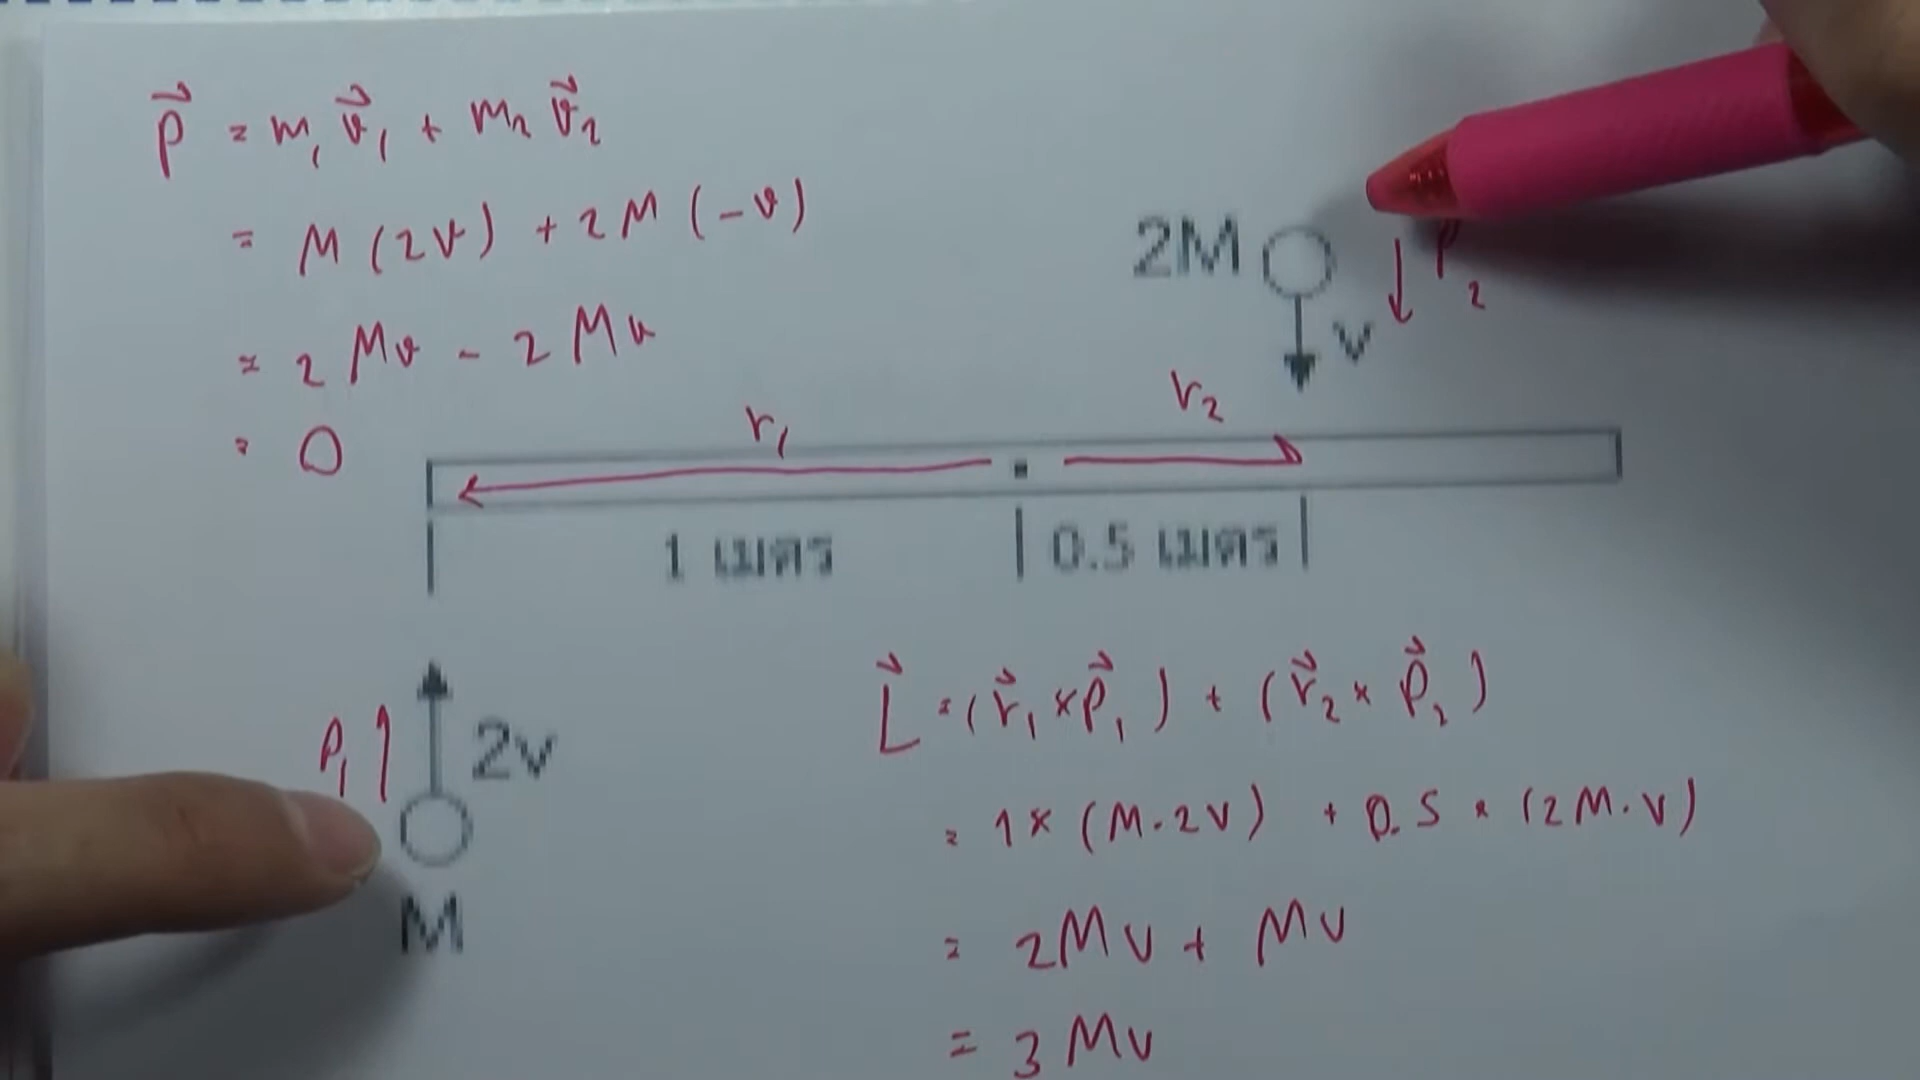 p⃗ = m₁v⃗₁ + m₂v⃗₂
= M(2v) + 2M(-v)
= 2Mv - 2Mv
= 0
2M
P₂
v
r₁
r₂
1 เมตร
0.5 เมตร
P₁
2v
M
L⃗ = (r⃗₁ × p⃗₁) + (r⃗₂ × p⃗₂)
= 1 × (M·2v) + 0.5 × (2M·v)
= 2Mv + Mv
= 3Mv